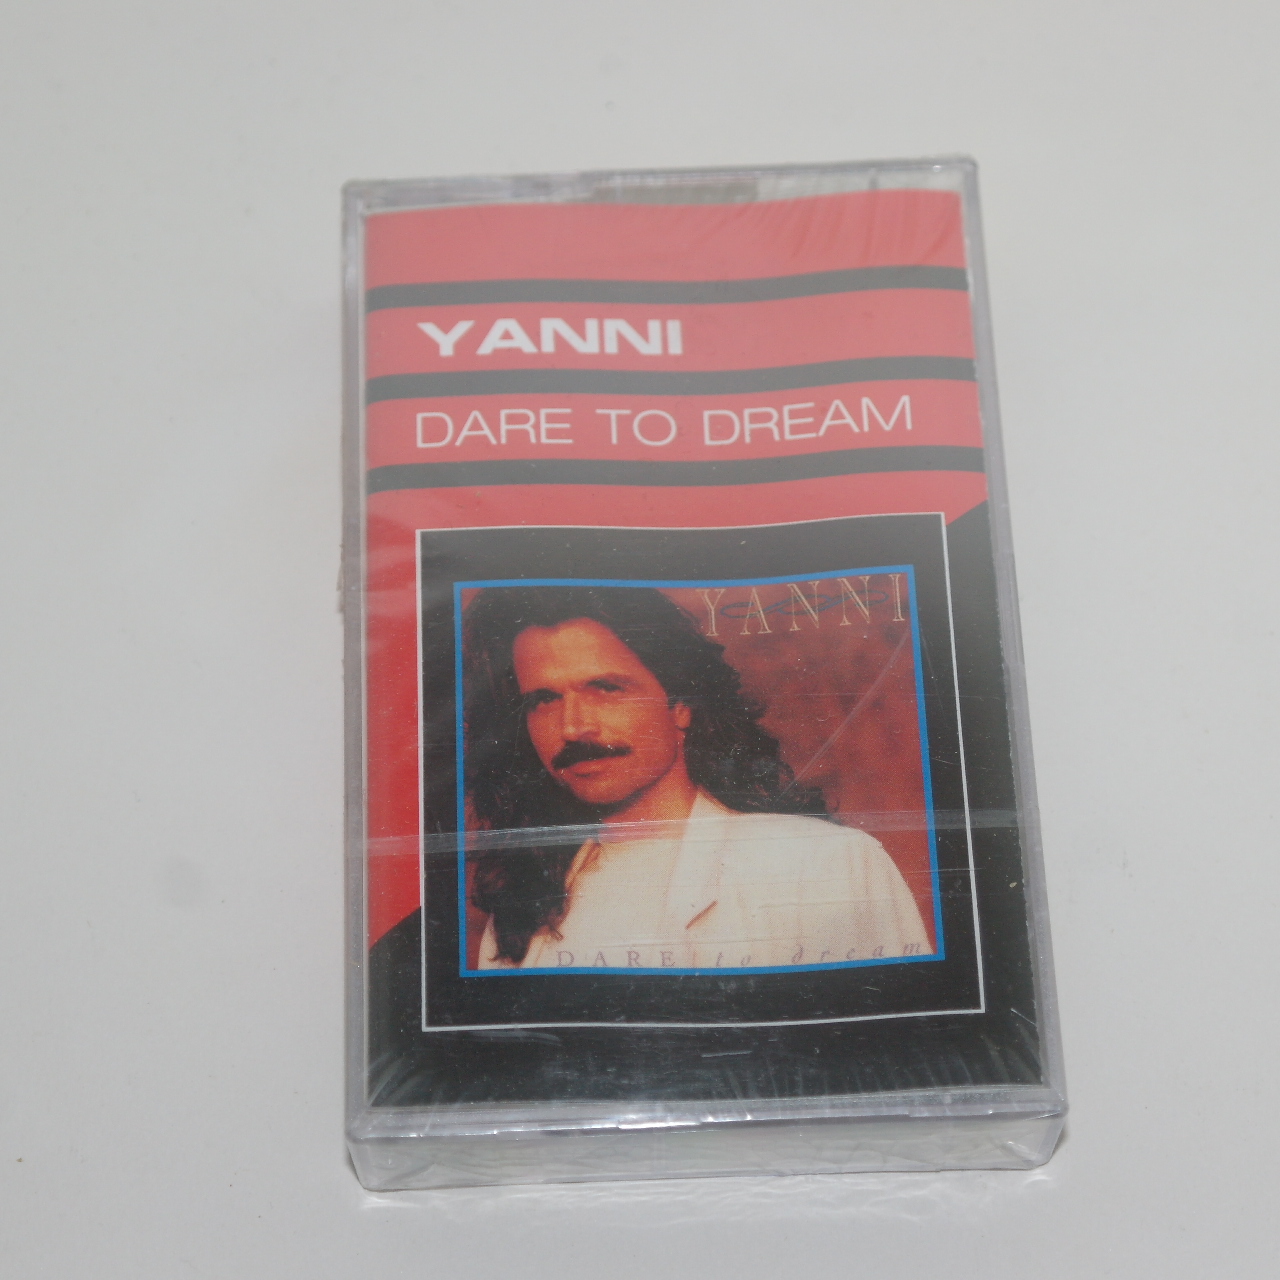 YANNI
DARE TO DREAM
YANNI
DARE to dream